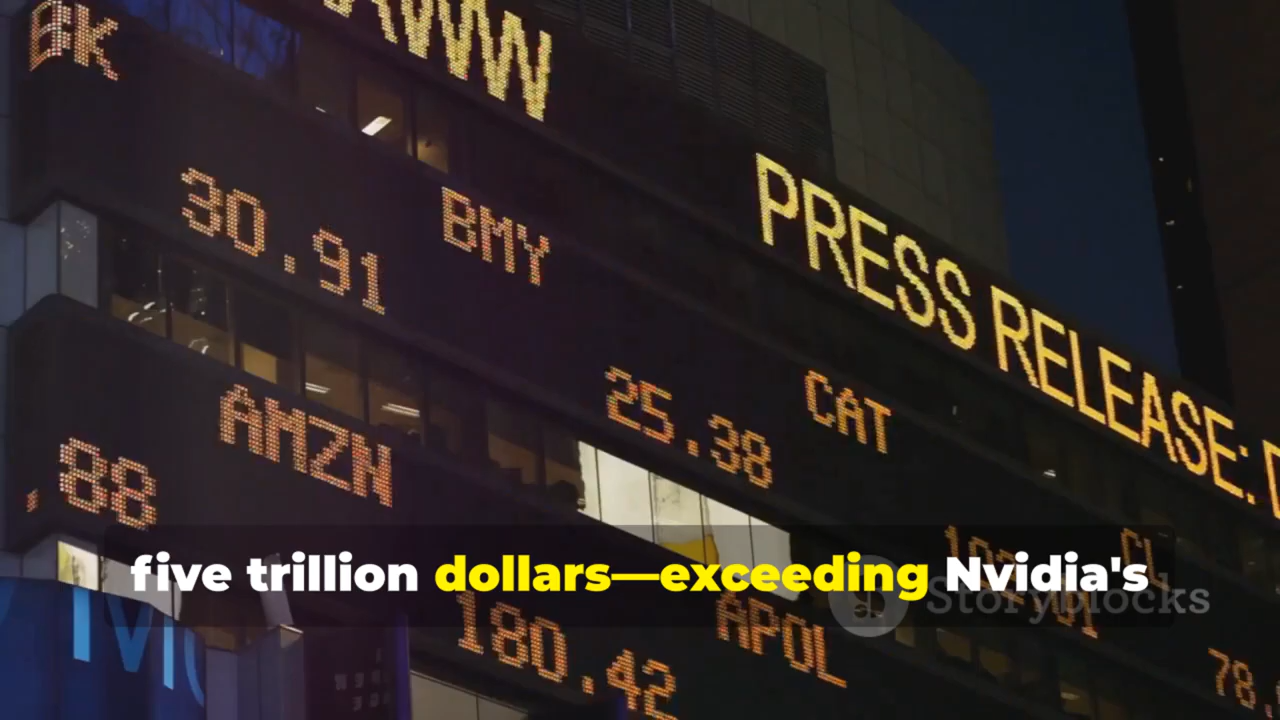 BK
PRESS RELEASE:
30.91 BMY
25.38 CAT
.88 AMZN
CL
five trillion dollars—exceeding Nvidia's
Storyblocks
180.42 APOL
78.